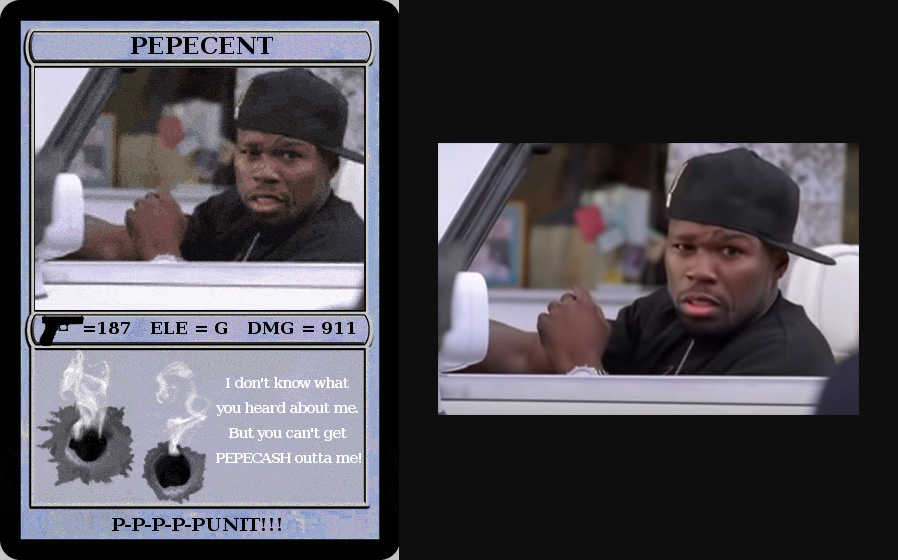 PEPECENT
=187 ELE = G DMG = 911
I don't know what
you heard about me.
But you can't get
PEPECASH outta me!
P-P-P-P-PUNIT!!!